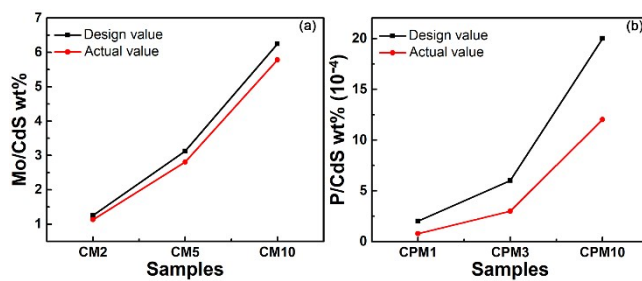 (a)
Design value
Actual value
Mo/CdS wt%
7
6
5
4
3
2
1
CM2
CM5
CM10
Samples
(b)
Design value
Actual value
P/CdS wt% (10-4)
20
15
10
5
0
CPM1
CPM3
CPM10
Samples